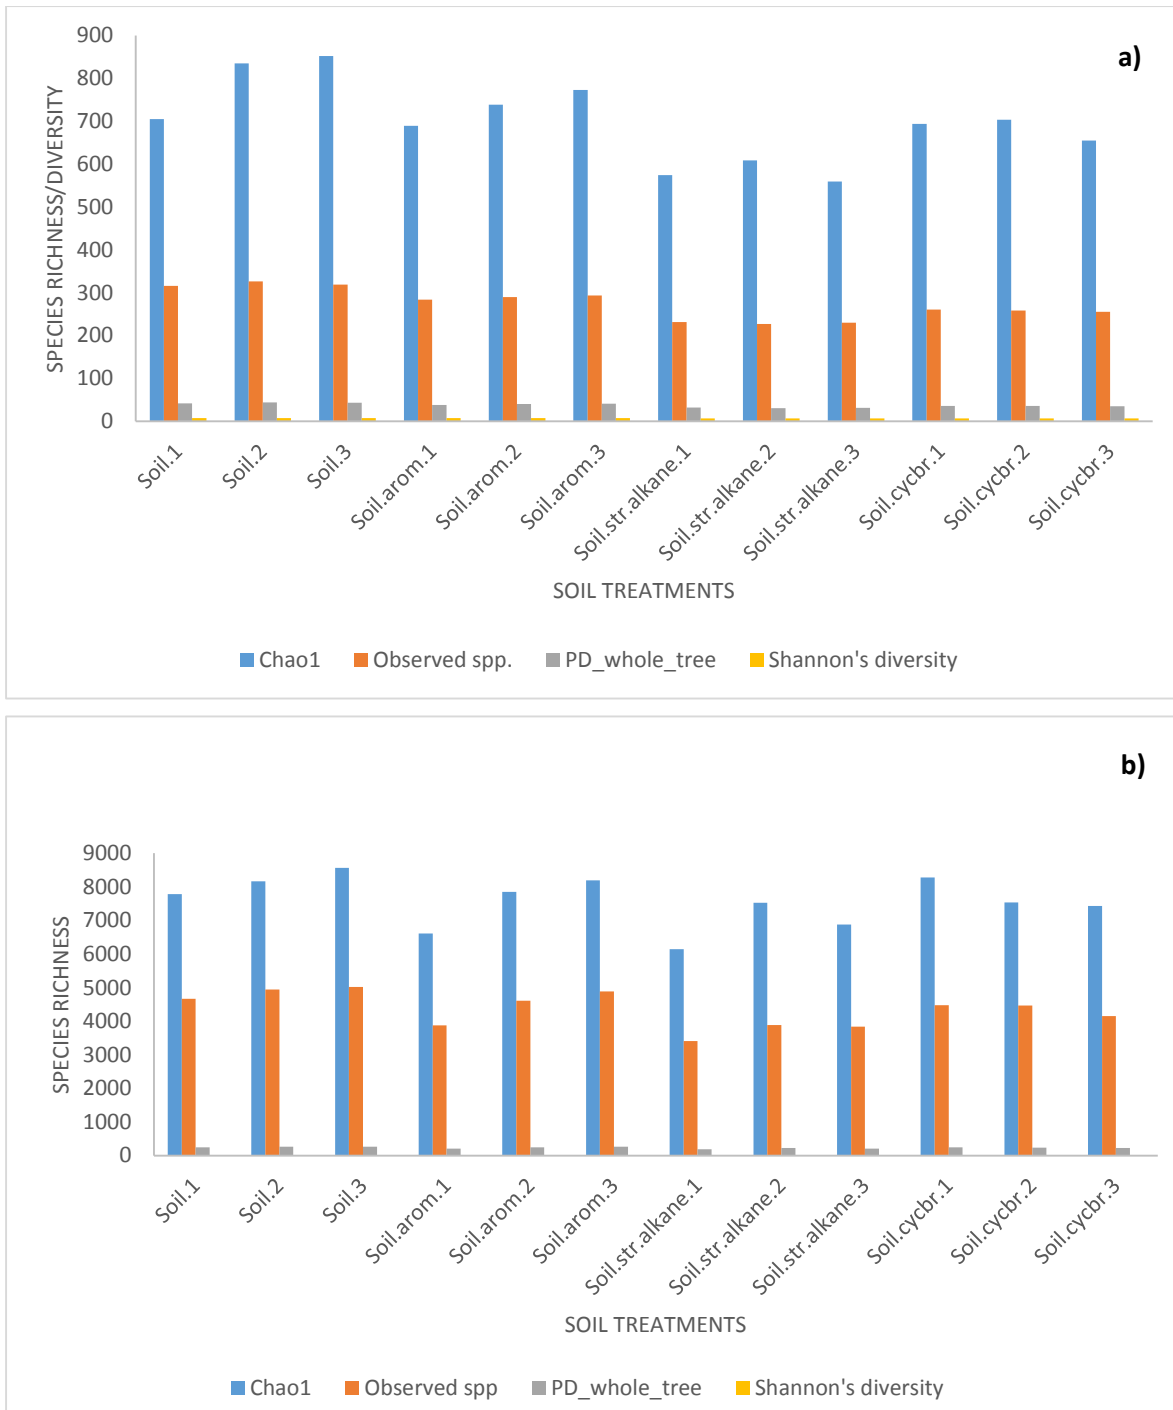 a)
900
800
700
600
500
400
300
200
100
0
SPECIES RICHNESS/DIVERSITY
Soil.1
Soil.2
Soil.3
Soil.arom.1
Soil.arom.2
Soil.arom.3
Soil.str.alkane.1
Soil.str.alkane.2
Soil.str.alkane.3
Soil.cycbr.1
Soil.cycbr.2
Soil.cycbr.3
SOIL TREATMENTS
Chao1 Observed spp. PD_whole_tree Shannon's diversity
b)
9000
8000
7000
6000
5000
4000
3000
2000
1000
0
SPECIES RICHNESS
Soil.1
Soil.2
Soil.3
Soil.arom.1
Soil.arom.2
Soil.arom.3
Soil.str.alkane.1
Soil.str.alkane.2
Soil.str.alkane.3
Soil.cycbr.1
Soil.cycbr.2
Soil.cycbr.3
SOIL TREATMENTS
Chao1 Observed spp PD_whole_tree Shannon's diversity